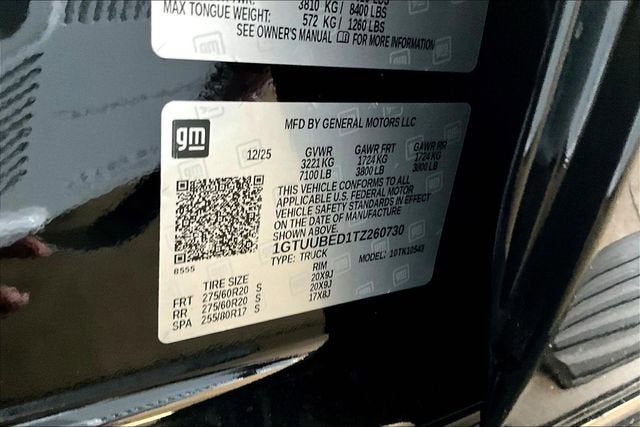 3810 KG / 8400 LBS
MAX TONGUE WEIGHT: 572 KG / 1260 LBS
SEE OWNER'S MANUAL FOR MORE INFORMATION
gm
MFD BY GENERAL MOTORS LLC
12/25 GVWR GAWR FRT GAWR RR
3221 KG 1724 KG 1724 KG
7100 LB 3800 LB 3800 LB
THIS VEHICLE CONFORMS TO ALL
APPLICABLE U.S. FEDERAL MOTOR
VEHICLE SAFETY STANDARDS IN EFFECT
ON THE DATE OF MANUFACTURE
SHOWN ABOVE.
1GTUUBED1TZ260730
8555
TYPE: TRUCK MODEL: 10TK10543
TIRE SIZE RIM
FRT 275/60R20 S 20X9J
RR 275/60R20 S 20X9J
SPA 255/80R17 S 17X8J